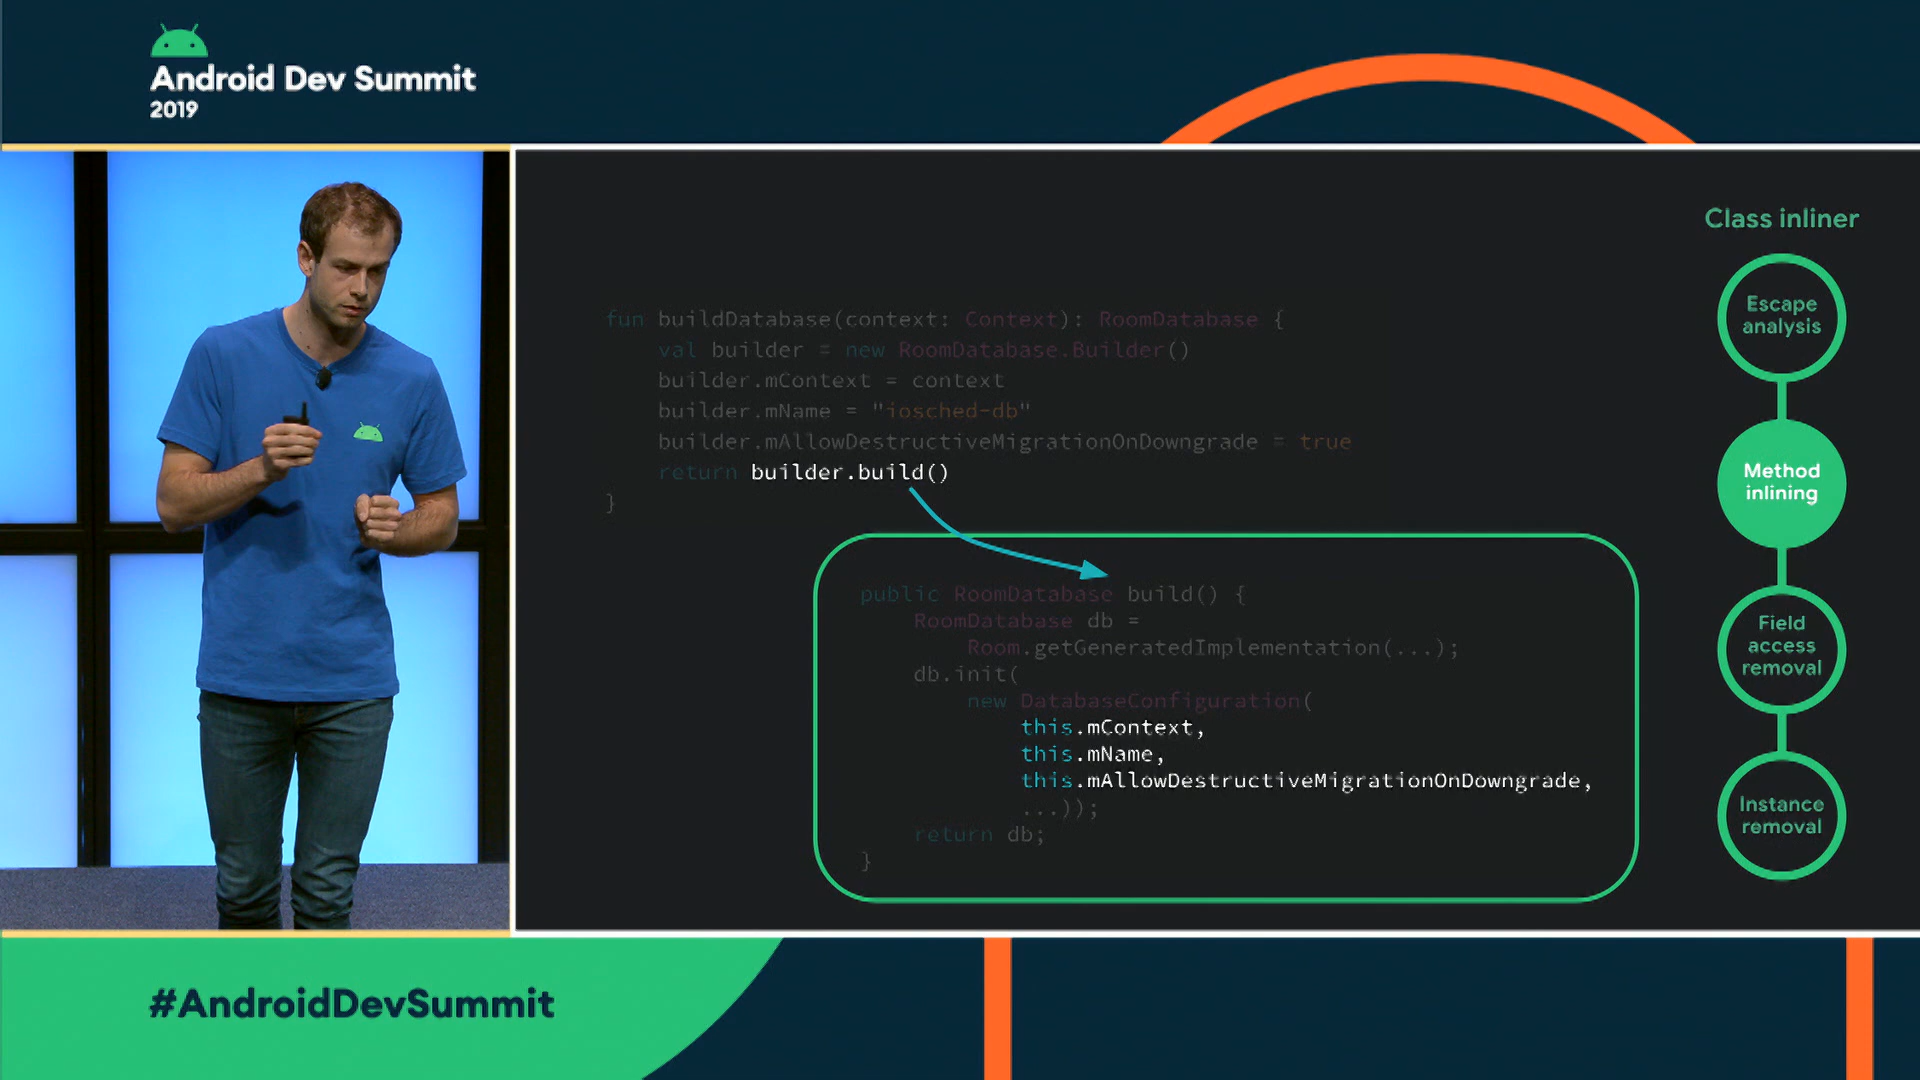 Android Dev Summit
2019
fun buildDatabase(context: Context): RoomDatabase {
val builder = new RoomDatabase.Builder()
builder.mContext = context
builder.mName = "iosched-db"
builder.mAllowDestructiveMigrationOnDowngrade = true
return builder.build()
}
public RoomDatabase build() {
RoomDatabase db =
Room.getGeneratedImplementation(...);
db.init(
new DatabaseConfiguration(
this.mContext,
this.mName,
this.mAllowDestructiveMigrationOnDowngrade,
...));
return db;
}
Class inliner
Escape
analysis
Method
inlining
Field
access
removal
Instance
removal
#AndroidDevSummit